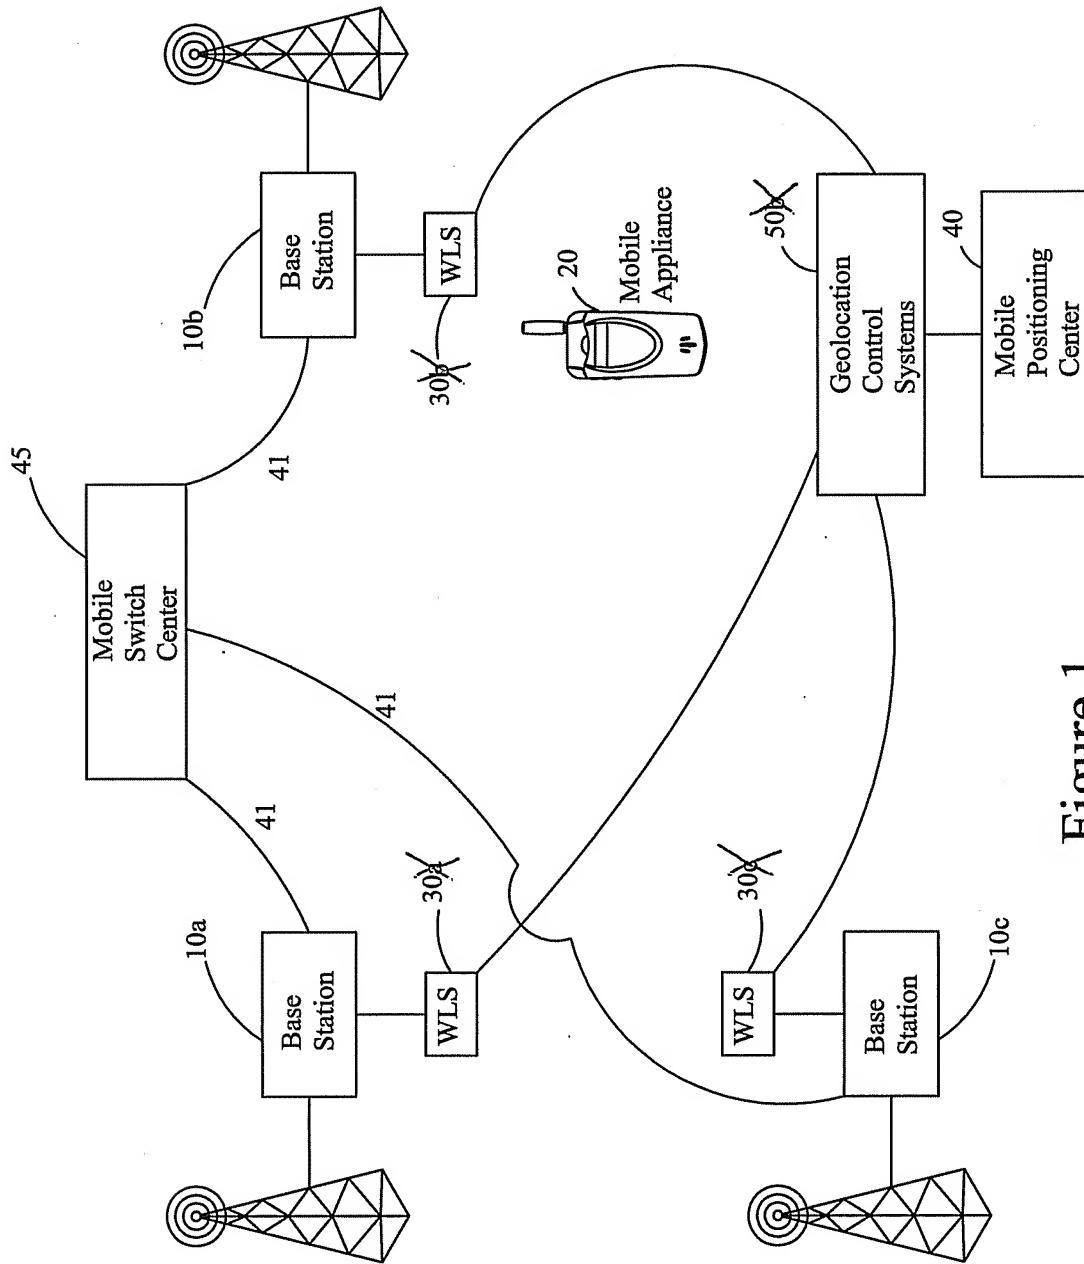 45
Mobile
Switch
Center
10a
10b
41
41
Base
Station
Base
Station
41
30a
30b
WLS
WLS
20
Mobile
Appliance
30c
WLS
50b
Geolocation
Control
Systems
Base
Station
40
10c
Mobile
Positioning
Center
Figure 1